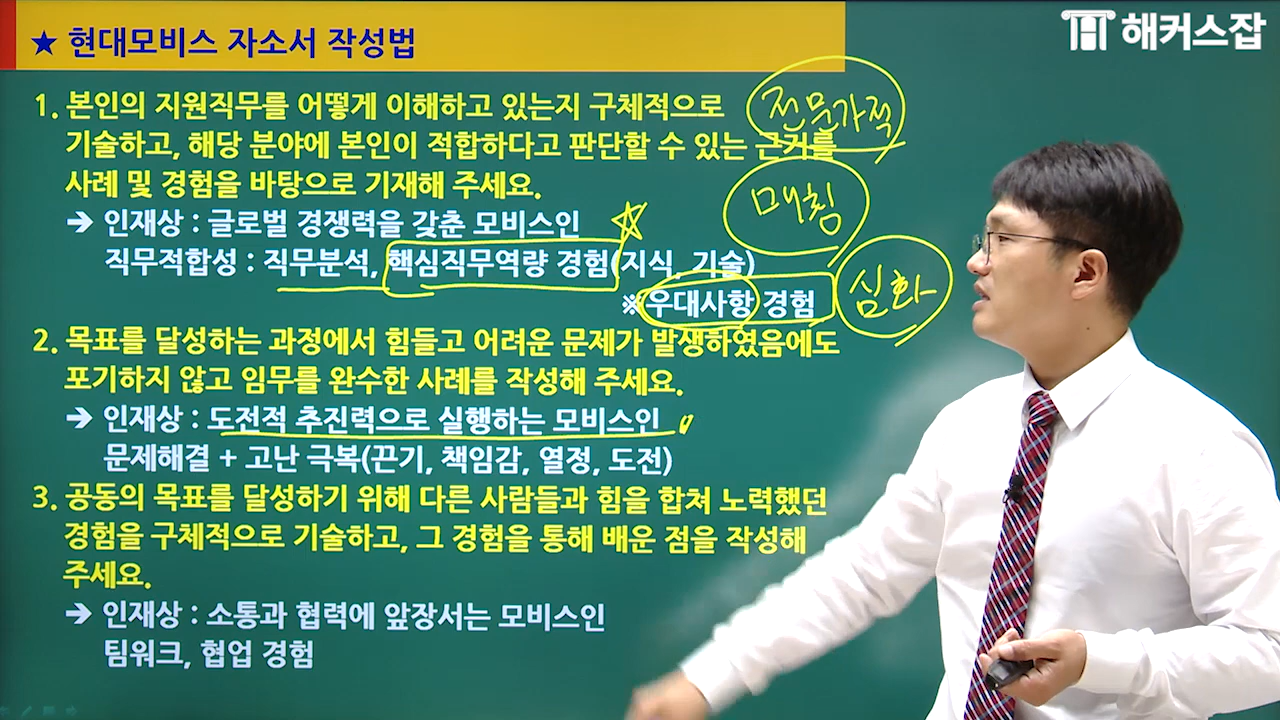 ★ 현대모비스 자소서 작성법
해커스잡
1. 본인의 지원직무를 어떻게 이해하고 있는지 구체적으로
기술하고, 해당 분야에 본인이 적합하다고 판단할 수 있는 근거를
사례 및 경험을 바탕으로 기재해 주세요.
전문가적
→ 인재상 : 글로벌 경쟁력을 갖춘 모비스인
매칭
직무적합성 : 직무분석, 핵심직무역량 경험(지식, 기술)
※우대사항 경험
심화
2. 목표를 달성하는 과정에서 힘들고 어려운 문제가 발생하였음에도
포기하지 않고 임무를 완수한 사례를 작성해 주세요.
→ 인재상 : 도전적 추진력으로 실행하는 모비스인
문제해결 + 고난 극복(끈기, 책임감, 열정, 도전)
3. 공동의 목표를 달성하기 위해 다른 사람들과 힘을 합쳐 노력했던
경험을 구체적으로 기술하고, 그 경험을 통해 배운 점을 작성해
주세요.
→ 인재상 : 소통과 협력에 앞장서는 모비스인
팀워크, 협업 경험